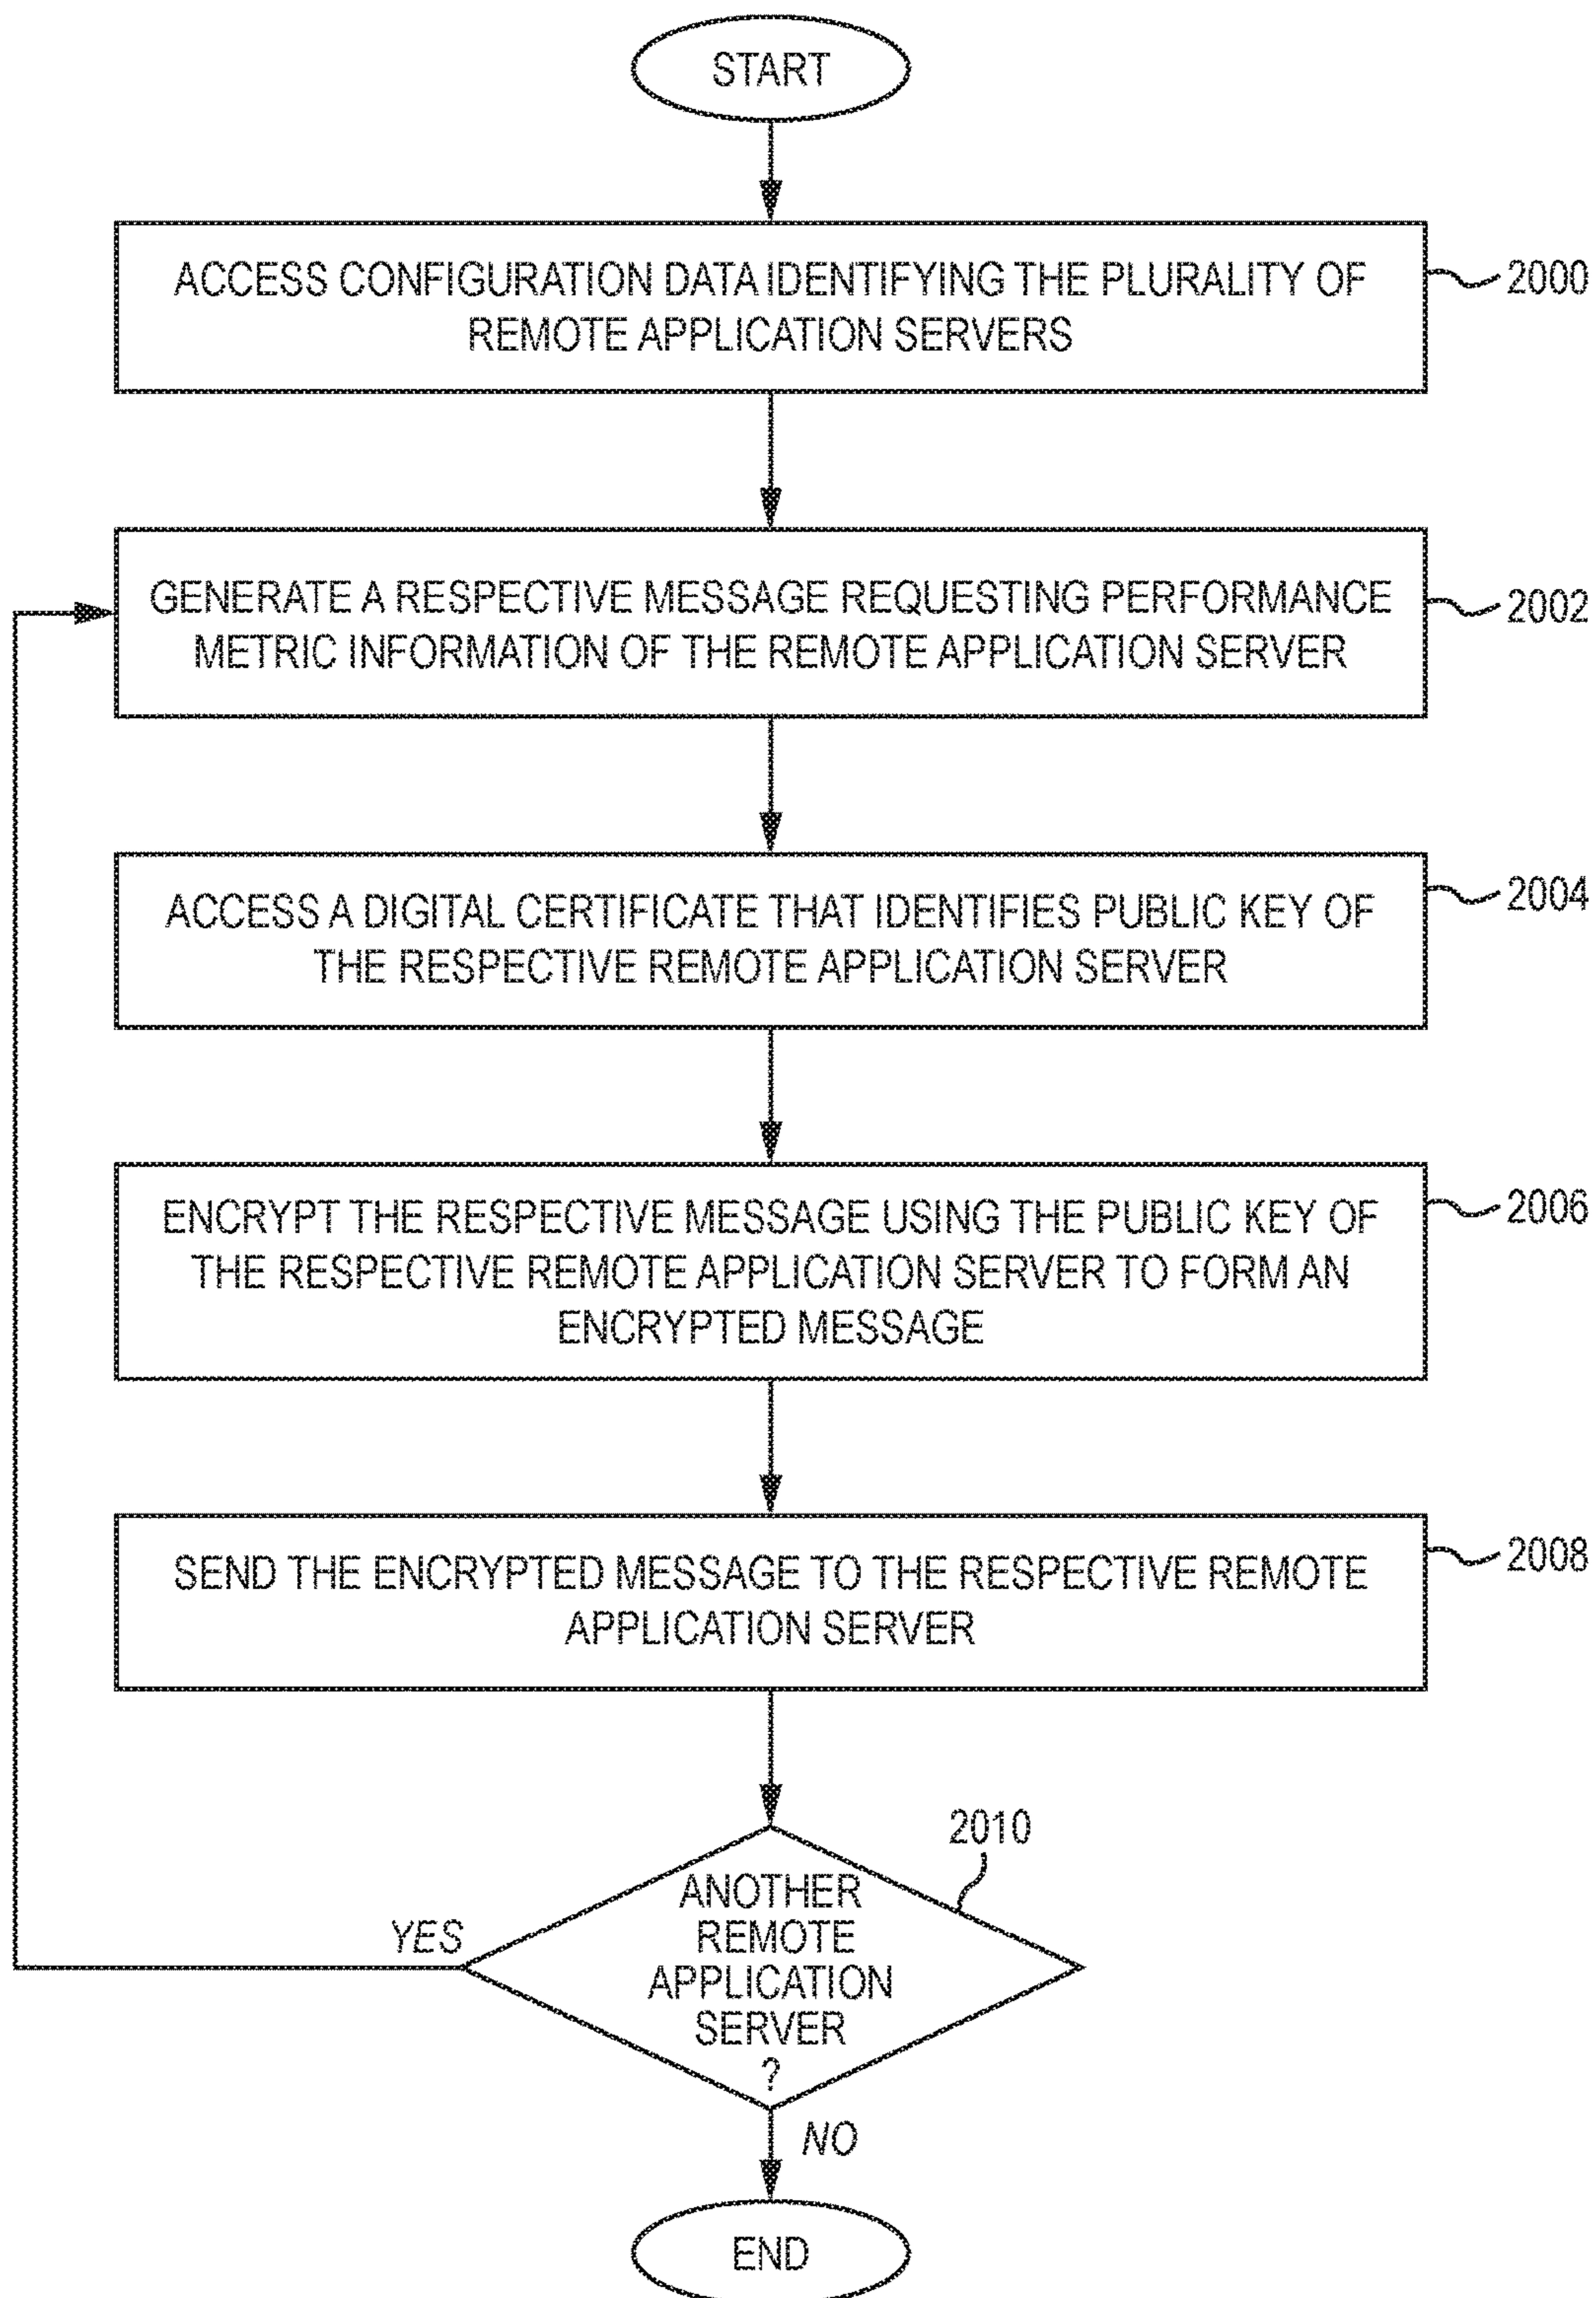 START
ACCESS CONFIGURATION DATA IDENTIFYING THE PLURALITY OF
REMOTE APPLICATION SERVERS
2000
GENERATE A RESPECTIVE MESSAGE REQUESTING PERFORMANCE
METRIC INFORMATION OF THE REMOTE APPLICATION SERVER
2002
ACCESS A DIGITAL CERTIFICATE THAT IDENTIFIES PUBLIC KEY OF
THE RESPECTIVE REMOTE APPLICATION SERVER
2004
ENCRYPT THE RESPECTIVE MESSAGE USING THE PUBLIC KEY OF
THE RESPECTIVE REMOTE APPLICATION SERVER TO FORM AN
ENCRYPTED MESSAGE
2006
SEND THE ENCRYPTED MESSAGE TO THE RESPECTIVE REMOTE
APPLICATION SERVER
2008
2010
ANOTHER
REMOTE
APPLICATION
SERVER
?
YES
NO
END